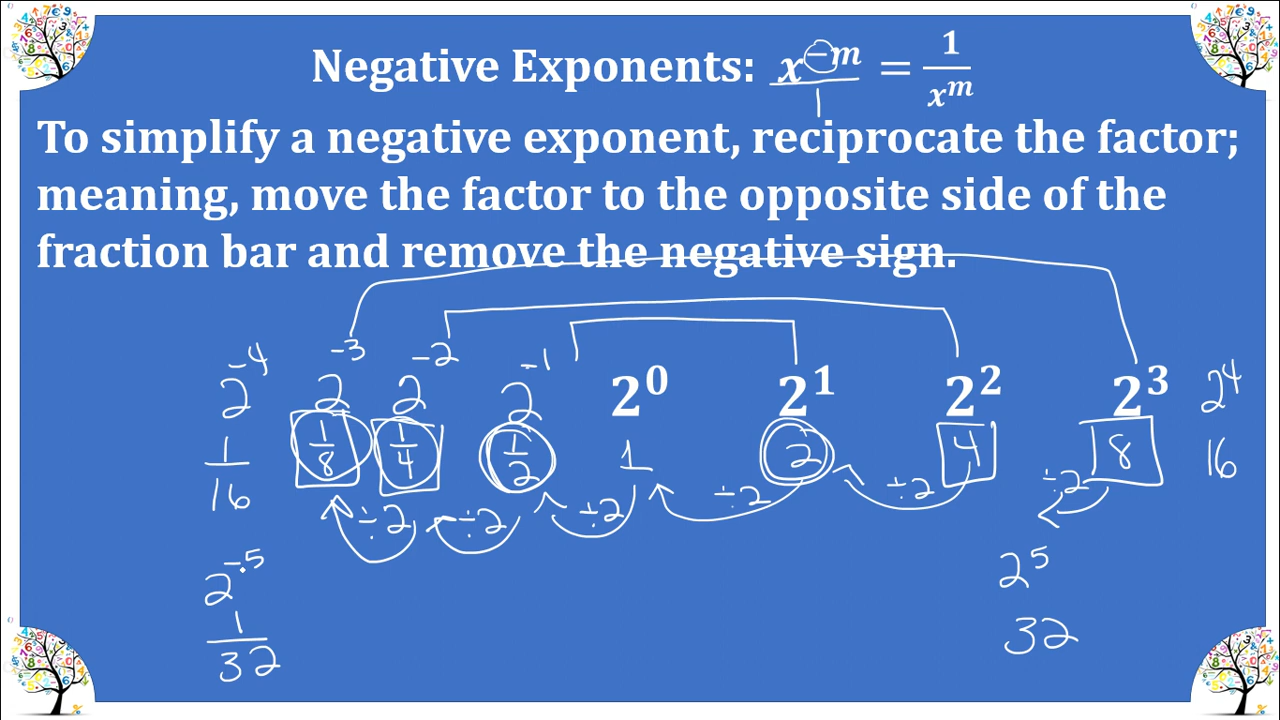 Negative Exponents: x^{-m}/1 = 1/x^m
To simplify a negative exponent, reciprocate the factor;
meaning, move the factor to the opposite side of the
fraction bar and remove the negative sign.
2^{-4} 2^{-3} 2^{-2} 2^{-1} 2^0 2^1 2^2 2^3 2^4
1/16 1/8 1/4 1/2 1 2 4 8 16
÷2 ÷2 ÷2 ÷2 ÷2 ÷2
2^{-5} 2^5
1/32 32